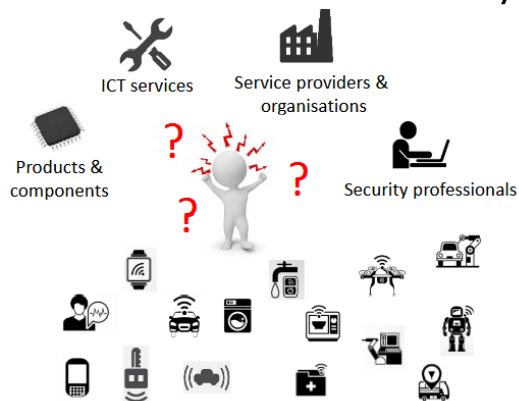 ICT services
Service providers &
organisations
Products &
components
Security professionals
?
?
?